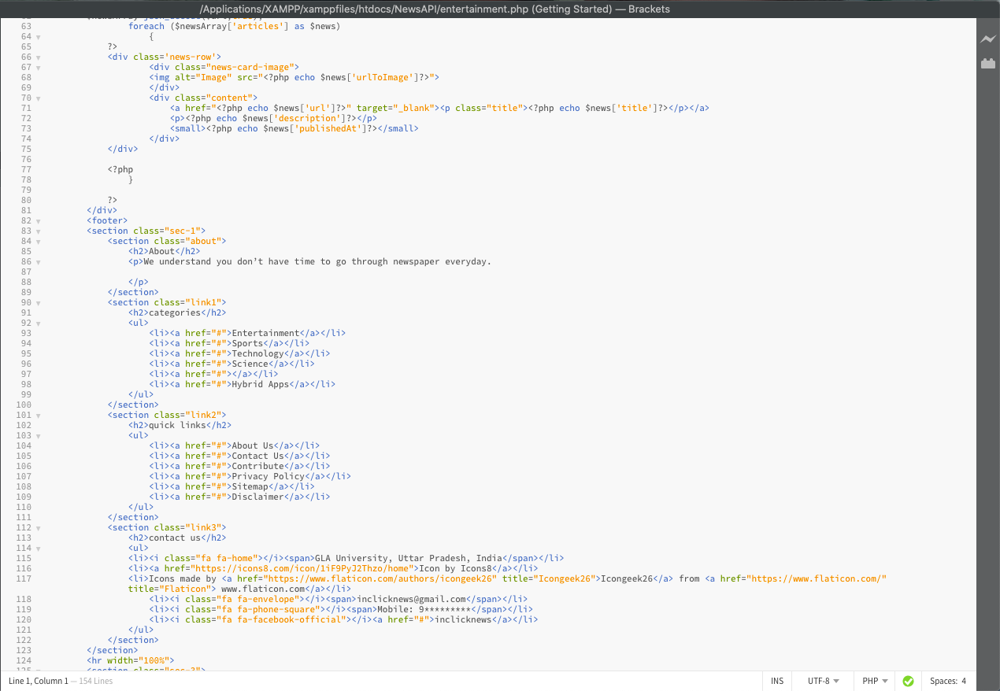 /Applications/XAMPP/xamppfiles/htdocs/NewsAPI/entertainment.php (Getting Started) — Brackets
63 foreach ($newsArray['articles'] as $news)
64 {
65 ?>
66 <div class='news-row'>
67 <div class="news-card-image">
68 <img alt="Image" src="<?php echo $news['urlToImage']?>">
69 </div>
70 <div class="content">
71 <a href="<?php echo $news['url']?>" target="_blank"><p class="title"><?php echo $news['title']?></p></a>
72 <p><?php echo $news['description']?></p>
73 <small><?php echo $news['publishedAt']?></small>
74 </div>
75 </div>
76
77 <?php
78 }
79
80 ?>
81 </div>
82 <footer>
83 <section class="sec-1">
84 <section class="about">
85 <h2>About</h2>
86 <p>We understand you don’t have time to go through newspaper everyday.
87
88 </p>
89 </section>
90 <section class="link1">
91 <h2>categories</h2>
92 <ul>
93 <li><a href="#">Entertainment</a></li>
94 <li><a href="#">Sports</a></li>
95 <li><a href="#">Technology</a></li>
96 <li><a href="#">Science</a></li>
97 <li><a href="#"></a></li>
98 <li><a href="#">Hybrid Apps</a></li>
99 </ul>
100 </section>
101 <section class="link2">
102 <h2>quick links</h2>
103 <ul>
104 <li><a href="#">About Us</a></li>
105 <li><a href="#">Contact Us</a></li>
106 <li><a href="#">Contribute</a></li>
107 <li><a href="#">Privacy Policy</a></li>
108 <li><a href="#">Sitemap</a></li>
109 <li><a href="#">Disclaimer</a></li>
110 </ul>
111 </section>
112 <section class="link3">
113 <h2>contact us</h2>
114 <ul>
115 <li><i class="fa fa-home"></i><span>GLA University, Uttar Pradesh, India</span></li>
116 <li><a href="https://icons8.com/icon/1iF9PyJ2Thzo/home">Icon by Icons8</a></li>
117 <li>Icons made by <a href="https://www.flaticon.com/authors/icongeek26" title="Icongeek26">Icongeek26</a> from <a href="https://www.flaticon.com/"
title="Flaticon"> www.flaticon.com</a></li>
118 <li><i class="fa fa-envelope"></i><span>inclicknews@gmail.com</span></li>
119 <li><i class="fa fa-phone-square"></i><span>Mobile: 9*********</span></li>
120 <li><i class="fa fa-facebook-official"></i><a href="#">inclicknews</a></li>
121 </ul>
122 </section>
123 </section>
124 <hr width="100%">
Line 1, Column 1 — 154 Lines
INS UTF-8 PHP Spaces: 4